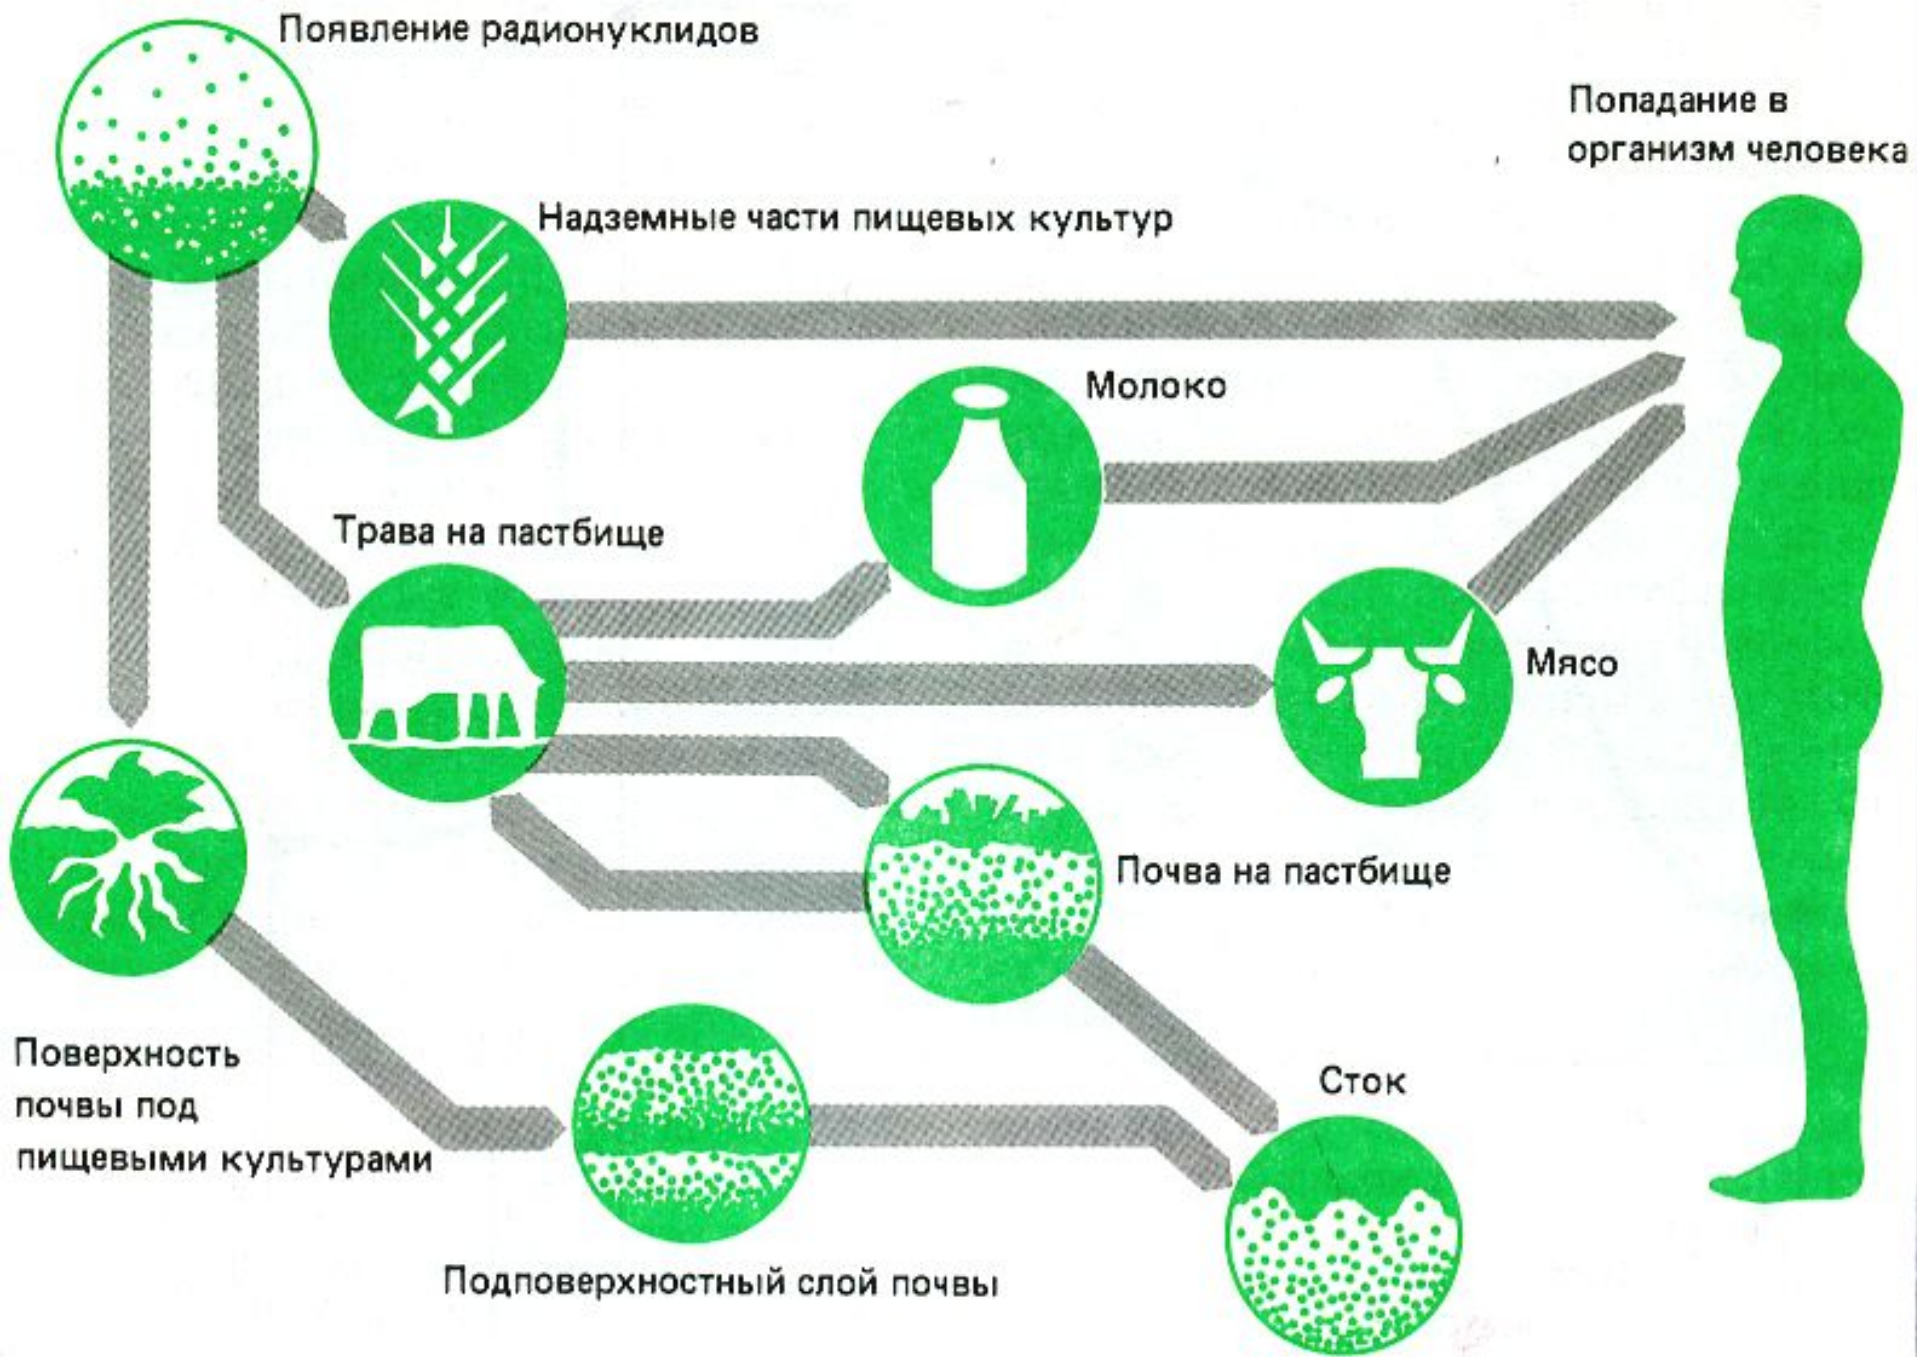 Появление радионуклидов
Попадание в
организм человека
Надземные части пищевых культур
Молоко
Трава на пастбище
Мясо
Почва на пастбище
Поверхность
почвы под
пищевыми культурами
Сток
Подповерхностный слой почвы